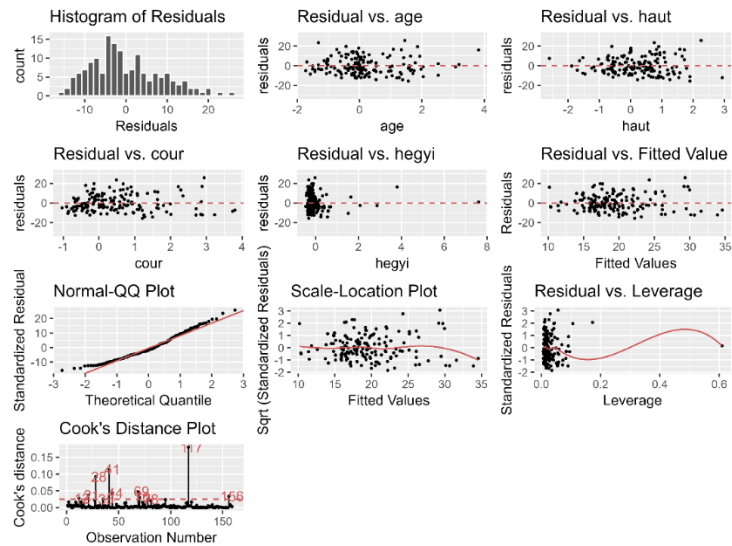 Histogram of Residuals
count
15
10
5
0
-10 0 10 20
Residuals
Residual vs. age
residuals
20
0
-20
-2 0 2 4
age
Residual vs. haut
residuals
20
0
-20
-2 -1 0 1 2 3
haut
Residual vs. cour
residuals
20
0
-20
-1 0 1 2 3 4
cour
Residual vs. hegyi
residuals
20
0
-20
0 2 4 6
hegyi
Residual vs. Fitted Value
Residuals
20
0
-20
10 15 20 25 30 35
Fitted Values
Normal-QQ Plot
Standardized Residual
20
10
0
-10
-3 -2 -1 0 1 2 3
Theoretical Quantile
Scale-Location Plot
Sqrt (Standardized Residuals)
3
2
1
0
-1
-2
10 15 20 25 30 35
Fitted Values
Residual vs. Leverage
Standardized Residuals
3
2
1
0
-1
-2
0.0 0.2 0.4 0.6
Leverage
Cook's Distance Plot
Cook's distance
0.15
0.10
0.05
0.00
117
41
28
69
156
0 50 100 150
Observation Number